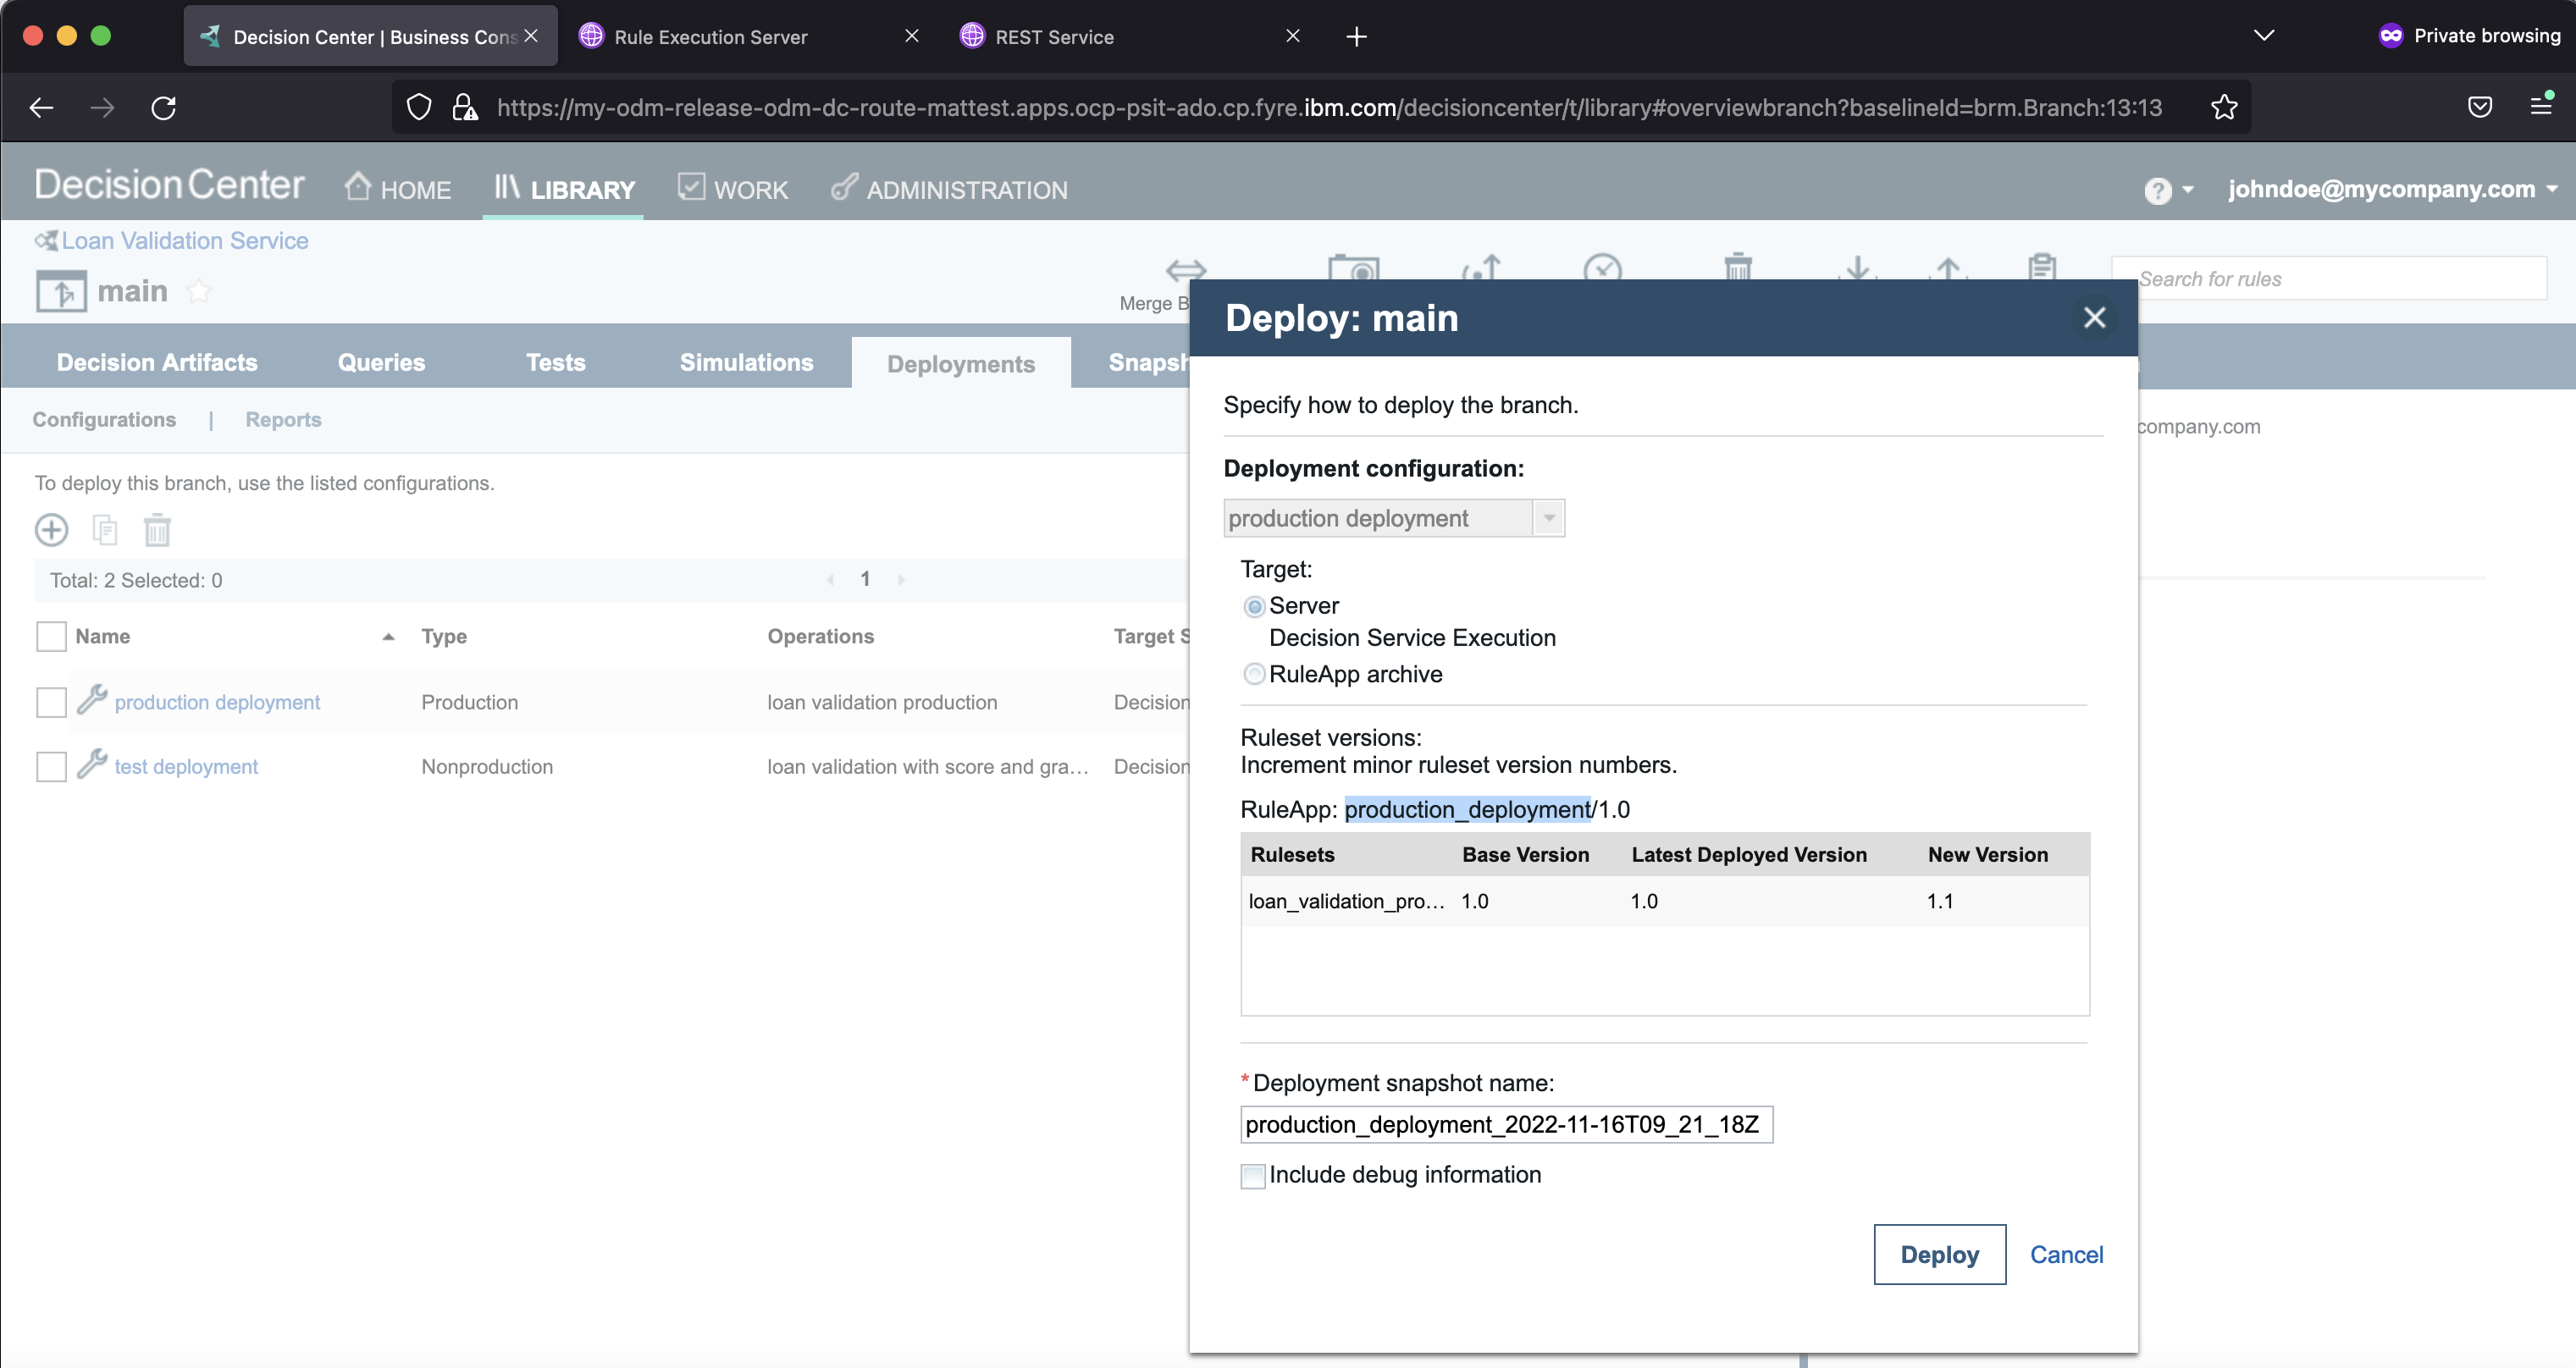 Decision Center | Business Cons
Rule Execution Server
REST Service
Private browsing
https://my-odm-release-odm-dc-route-mattest.apps.ocp-psit-ado.cp.fyre.ibm.com/decisioncenter/t/library#overviewbranch?baselineId=brm.Branch:13:13
Decision Center
HOME
LIBRARY
WORK
ADMINISTRATION
?
johndoe@mycompany.com
Loan Validation Service
main
Merge B
Search for rules
Decision Artifacts
Queries
Tests
Simulations
Deployments
Snapsh
Configurations | Reports
company.com
To deploy this branch, use the listed configurations.
Total: 2 Selected: 0
1
Name Type Operations Target S
production deployment Production loan validation production Decision
test deployment Nonproduction loan validation with score and gra... Decision
Deploy: main
Specify how to deploy the branch.
Deployment configuration:
production deployment
Target:
Server
Decision Service Execution
RuleApp archive
Ruleset versions:
Increment minor ruleset version numbers.
RuleApp: production_deployment/1.0
Rulesets Base Version Latest Deployed Version New Version
loan_validation_pro... 1.0 1.0 1.1
* Deployment snapshot name:
production_deployment_2022-11-16T09_21_18Z
Include debug information
Deploy
Cancel